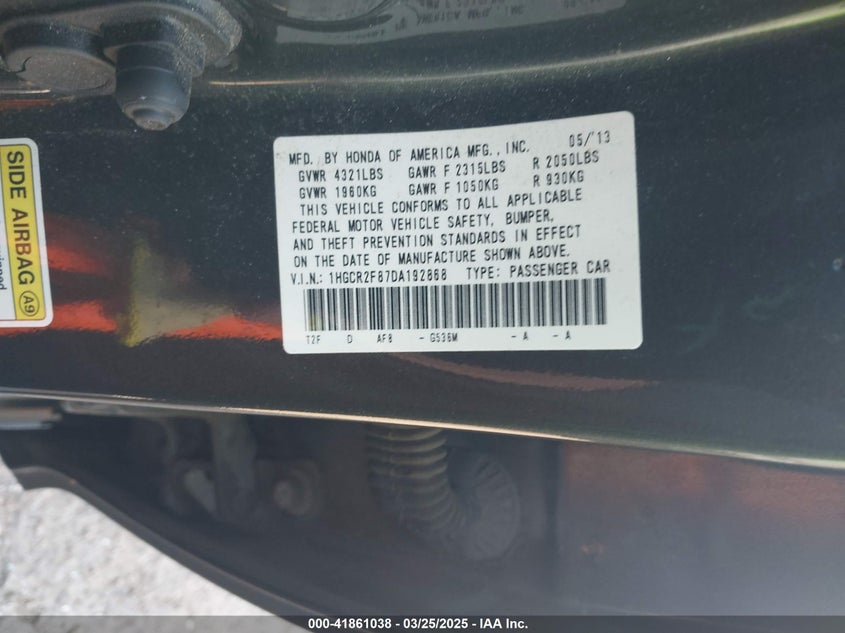 MFD. BY HONDA OF AMERICA MFG., INC. 05/'13
GVWR 4321LBS GAWR F 2315LBS R 2050LBS
GVWR 1960KG GAWR F 1050KG R 930KG
THIS VEHICLE CONFORMS TO ALL APPLICABLE
FEDERAL MOTOR VEHICLE SAFETY, BUMPER,
AND THEFT PREVENTION STANDARDS IN EFFECT
ON THE DATE OF MANUFACTURE SHOWN ABOVE.
V.I.N.: 1HGCR2F87DA192868 TYPE: PASSENGER CAR
T2F D AF8 - G536M - A - A
SIDE AIRBAG A9
000-41861038 - 03/25/2025 - IAA Inc.